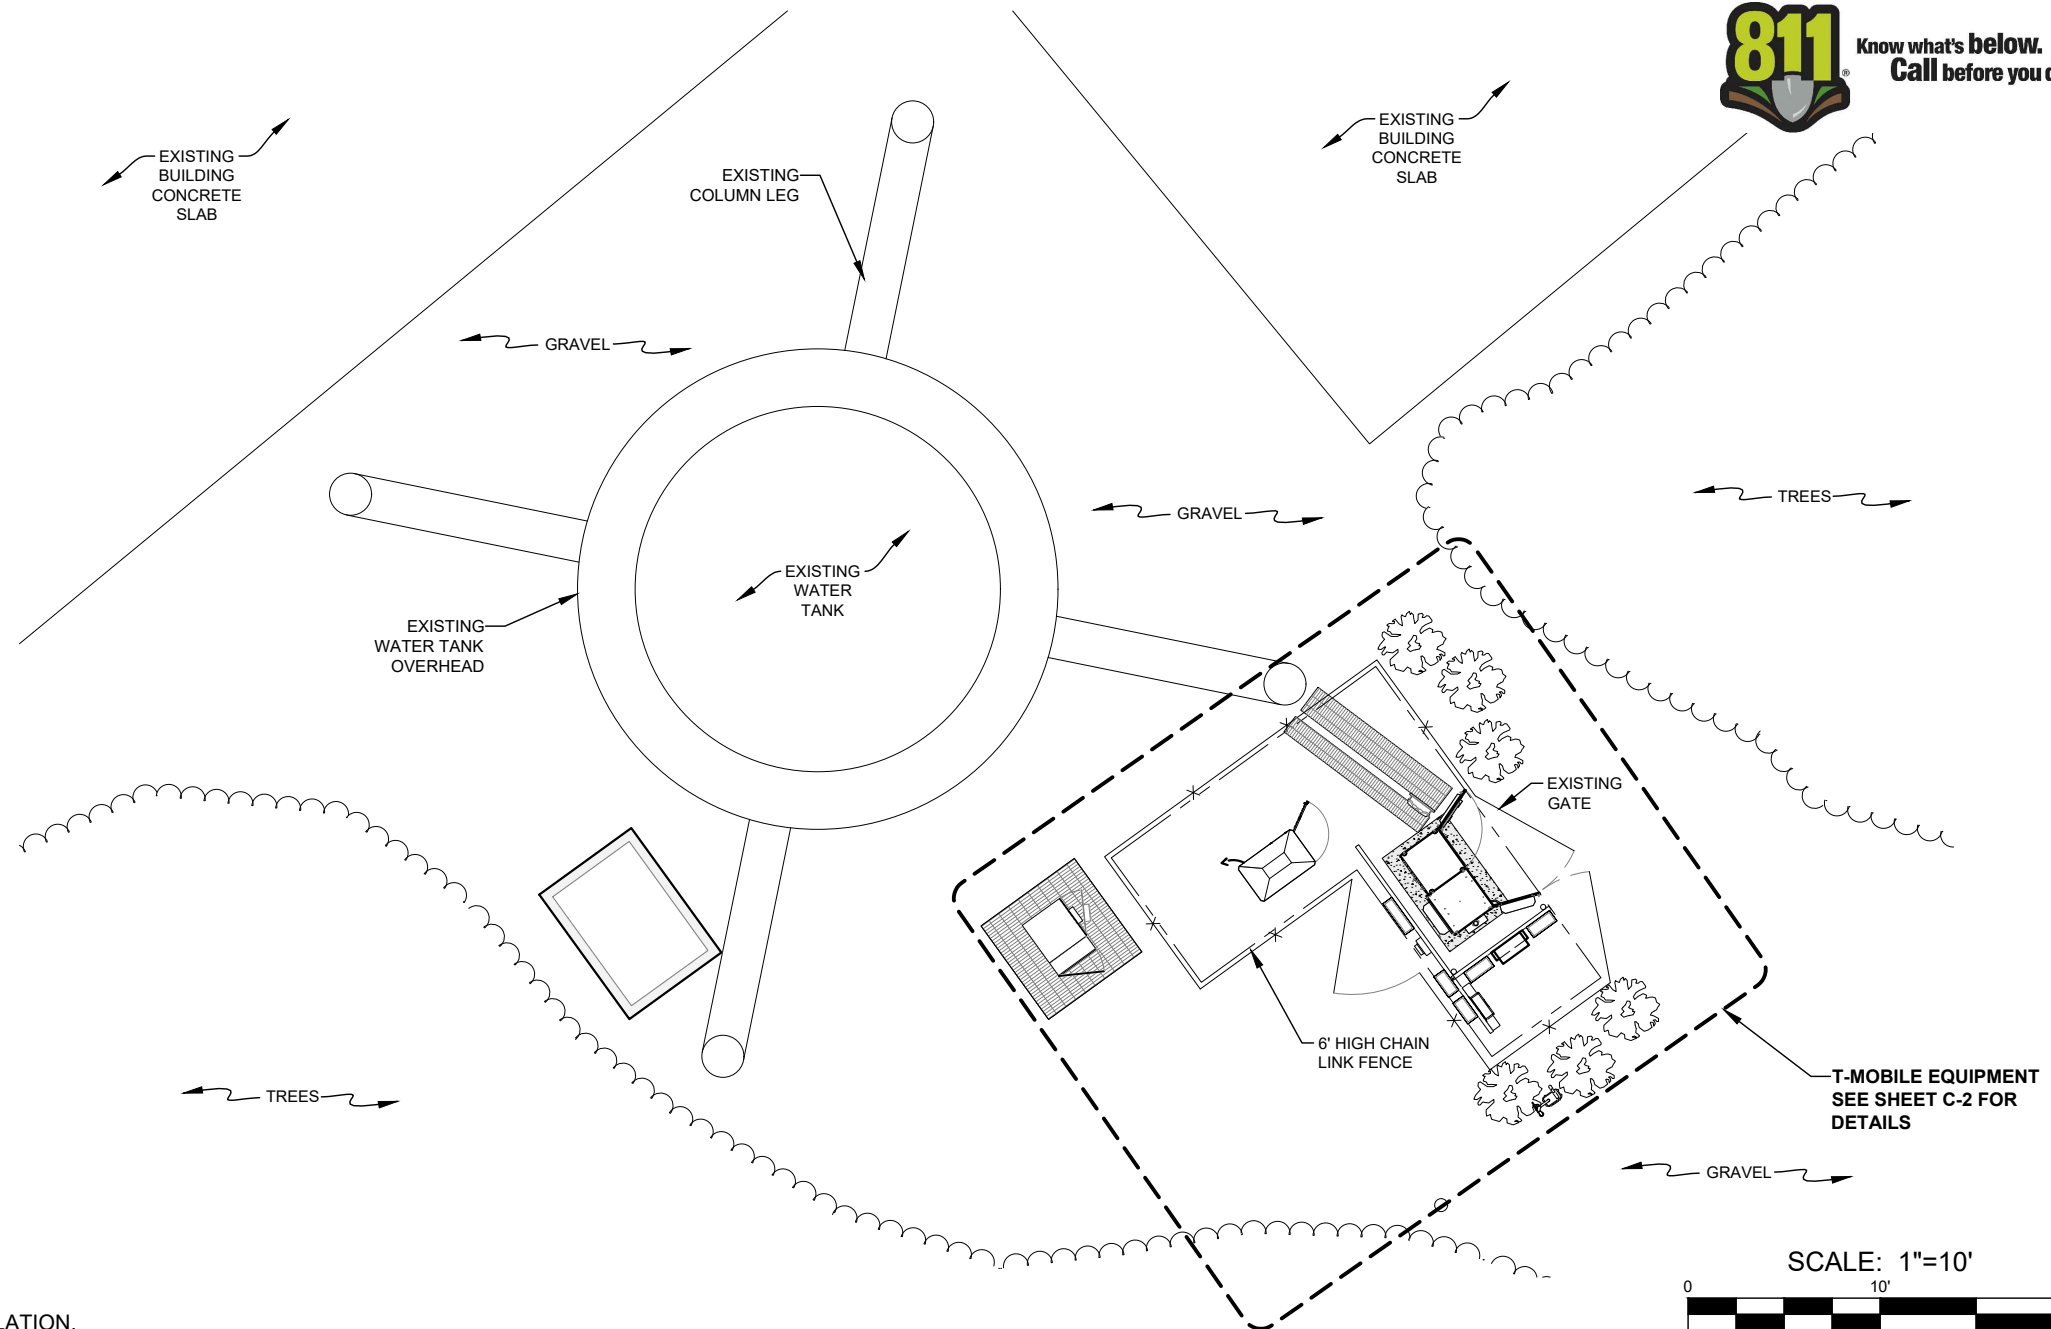 811
®
Know what's below.
Call before you d
EXISTING
BUILDING
CONCRETE
SLAB
EXISTING
COLUMN LEG
EXISTING
BUILDING
CONCRETE
SLAB
GRAVEL
GRAVEL
TREES
EXISTING
WATER
TANK
EXISTING
WATER TANK
OVERHEAD
EXISTING
GATE
6' HIGH CHAIN
LINK FENCE
TREES
T-MOBILE EQUIPMENT
SEE SHEET C-2 FOR
DETAILS
GRAVEL
SCALE: 1"=10'
0 10'
LATION.